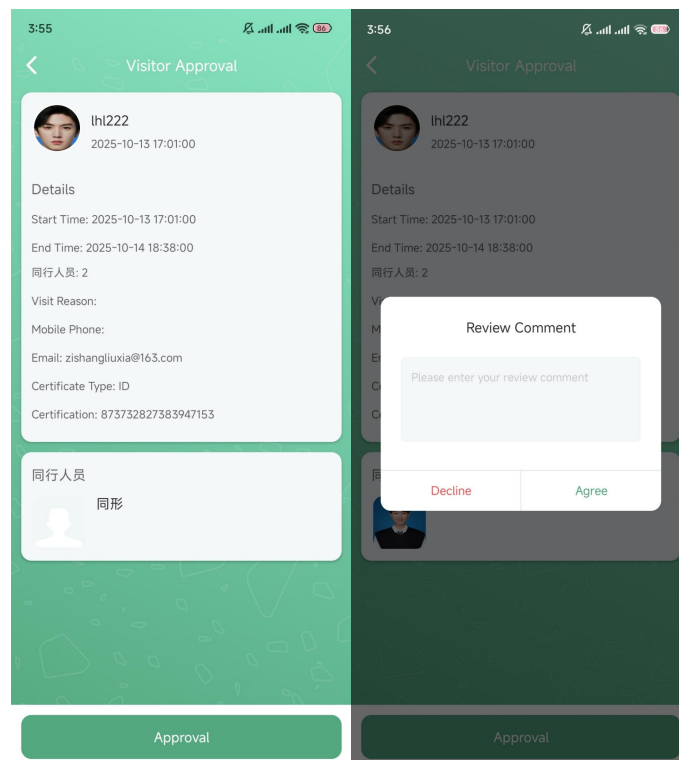 3:55
86
Visitor Approval
lhl222
2025-10-13 17:01:00
Details
Start Time: 2025-10-13 17:01:00
End Time: 2025-10-14 18:38:00
同行人员: 2
Visit Reason:
Mobile Phone:
Email: zishangliuxia@163.com
Certificate Type: ID
Certification: 873732827383947153
同行人员
同形
Approval
3:56
Visitor Approval
lhl222
2025-10-13 17:01:00
Details
Start Time: 2025-10-13 17:01:00
End Time: 2025-10-14 18:38:00
同行人员: 2
Review Comment
Please enter your review comment
Decline
Agree
Approval